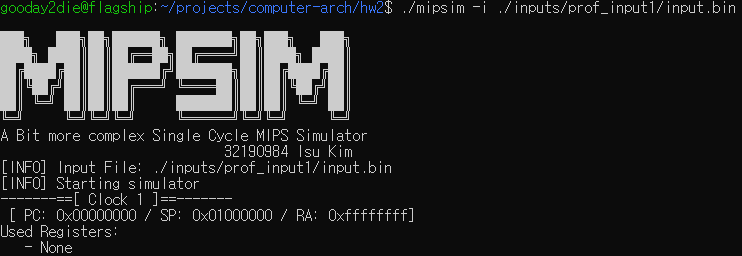 gooday2die@flagship:~/projects/computer-arch/hw2$ ./mipsim -i ./inputs/prof_input1/input.bin
MIPSIM
A Bit more complex Single Cycle MIPS Simulator
32190984 Isu Kim
[INFO] Input File: ./inputs/prof_input1/input.bin
[INFO] Starting simulator
--------==[ Clock 1 ]==--------
[ PC: 0x00000000 / SP: 0x01000000 / RA: 0xffffffff]
Used Registers:
- None